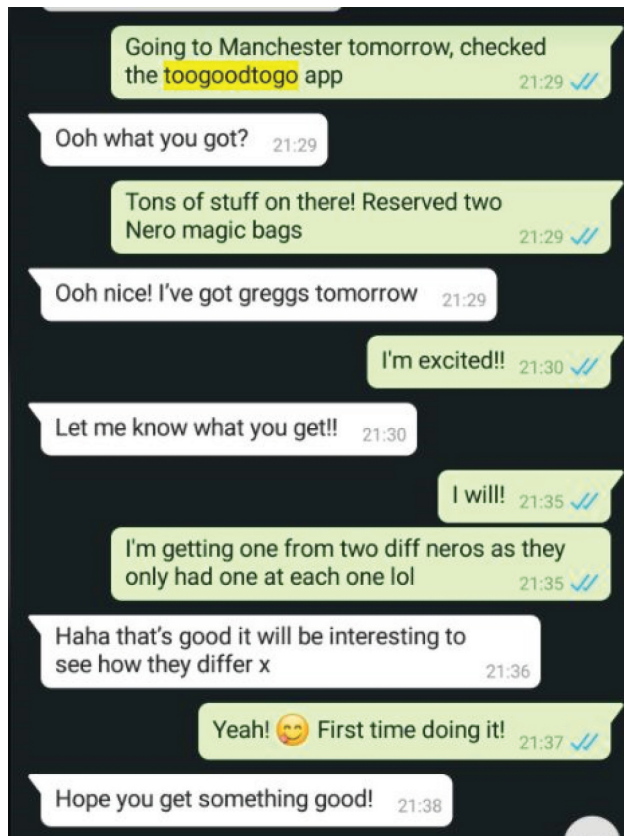 Going to Manchester tomorrow, checked
the toogoodtogo app 21:29
Ooh what you got? 21:29
Tons of stuff on there! Reserved two
Nero magic bags 21:29
Ooh nice! I've got greggs tomorrow 21:29
I'm excited!! 21:30
Let me know what you get!! 21:30
I will! 21:35
I'm getting one from two diff neros as they
only had one at each one lol 21:35
Haha that's good it will be interesting to
see how they differ x 21:36
Yeah! 😋 First time doing it! 21:37
Hope you get something good! 21:38